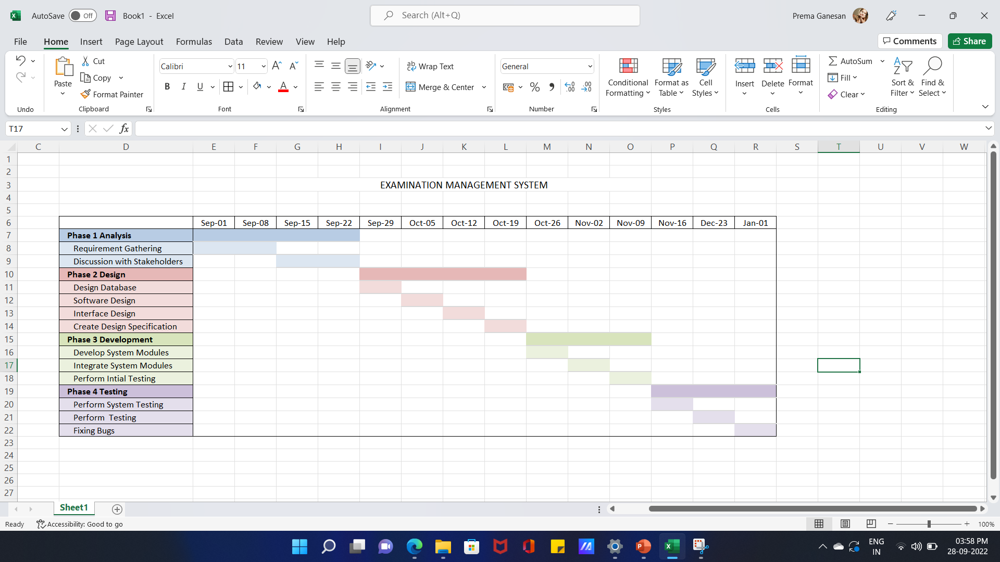 AutoSave Off Book1 - Excel Search (Alt+Q) Prema Ganesan
File Home Insert Page Layout Formulas Data Review View Help Comments Share
Paste Cut Copy Format Painter
Calibri 11
B I U A
ab Wrap Text
Merge & Center
General
% 
Conditional Formatting Format as Table Cell Styles
Insert Delete Format
AutoSum Fill Clear
Sort & Filter Find & Select
Undo Clipboard Font Alignment Number Styles Cells Editing
T17 fx
C D E F G H I J K L M N O P Q R S T U V W
1
2
3 EXAMINATION MANAGEMENT SYSTEM
4
5
6 Sep-01 Sep-08 Sep-15 Sep-22 Sep-29 Oct-05 Oct-12 Oct-19 Oct-26 Nov-02 Nov-09 Nov-16 Dec-23 Jan-01
7 Phase 1 Analysis
8 Requirement Gathering
9 Discussion with Stakeholders
10 Phase 2 Design
11 Design Database
12 Software Design
13 Interface Design
14 Create Design Specification
15 Phase 3 Development
16 Develop System Modules
17 Integrate System Modules
18 Perform Intial Testing
19 Phase 4 Testing
20 Perform System Testing
21 Perform  Testing
22 Fixing Bugs
23
24
25
26
27
Sheet1
Ready Accessibility: Good to go 100%
ENG 03:58 PM
IN 28-09-2022